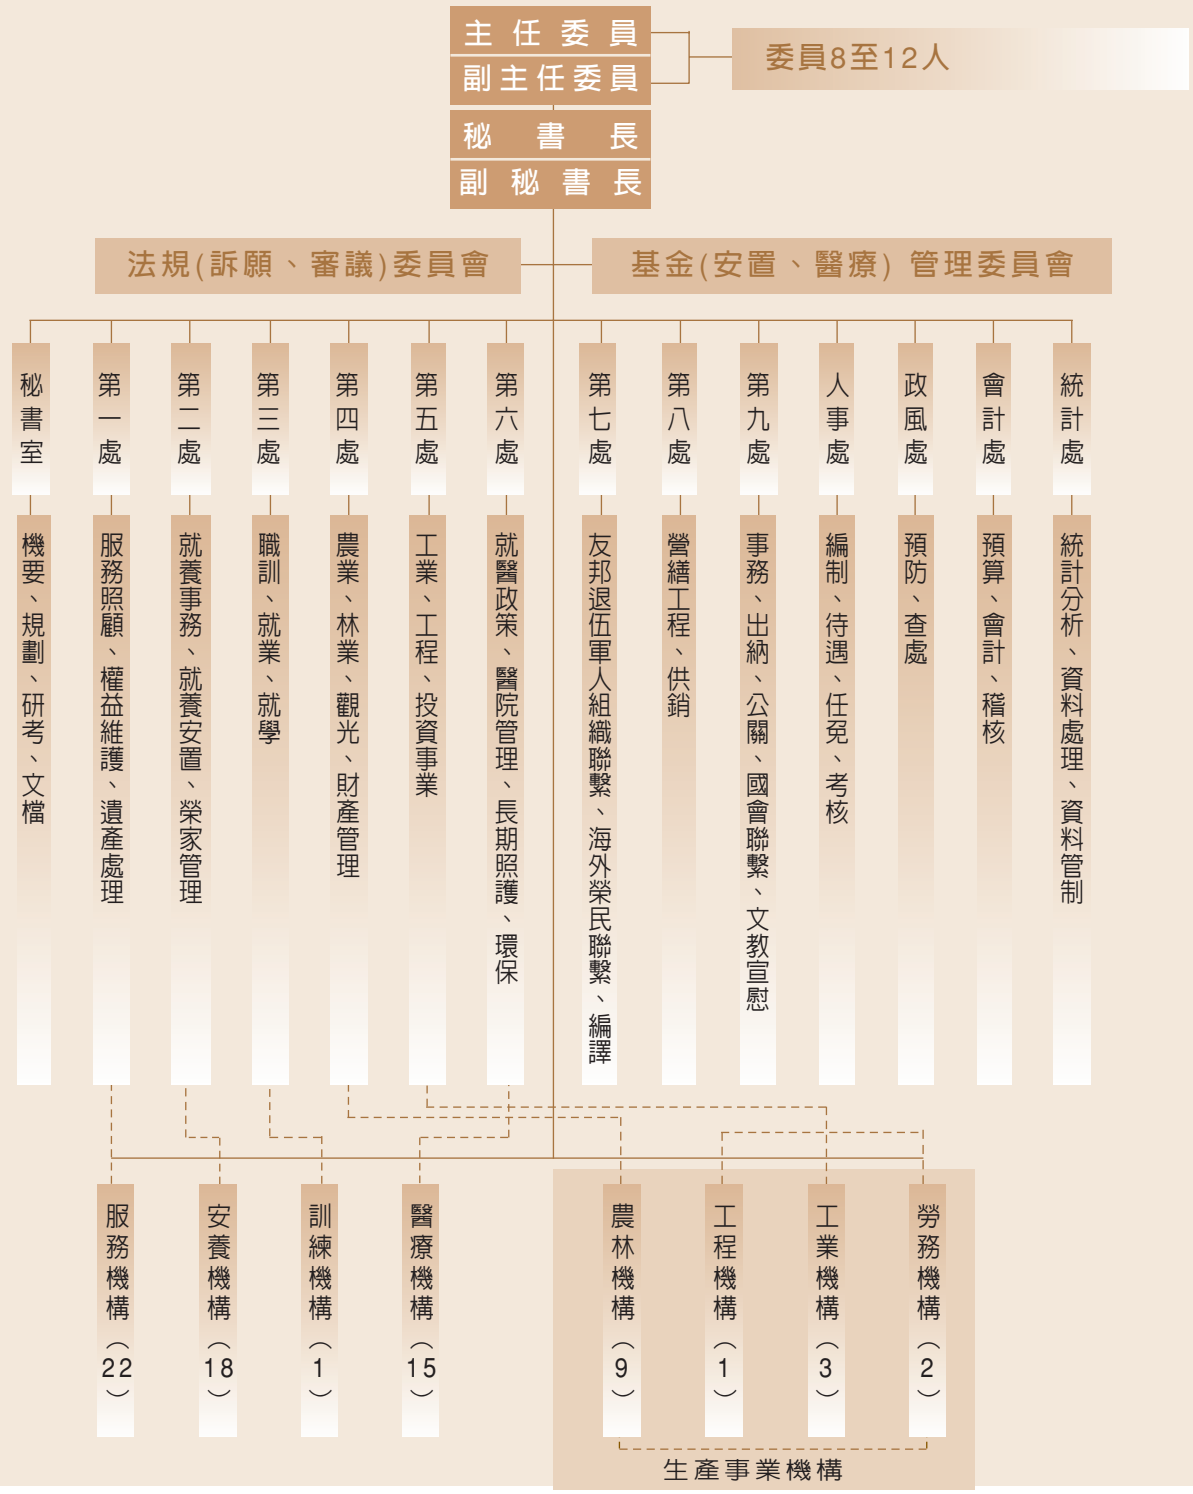 主任委員
副主任委員
委員8至12人
秘書長
副秘書長
法規(訴願、審議)委員會
基金(安置、醫療) 管理委員會
秘書室
第一處
第二處
第三處
第四處
第五處
第六處
第七處
第八處
第九處
人事處
政風處
會計處
統計處
機要、規劃、研考、文檔
服務照顧、權益維護、遺產處理
就養事務、就養安置、榮家管理
職訓、就業、就學
農業、林業、觀光、財產管理
工業、工程、投資事業
就醫政策、醫院管理、長期照護、環保
友邦退伍軍人組織聯繫、海外榮民聯繫、編譯
營繕工程、供銷
事務、出納、公關、國會聯繫、文教宣慰
編制、待遇、任免、考核
預防、查處
預算、會計、稽核
統計分析、資料處理、資料管制
服務機構(22)
安養機構(18)
訓練機構(1)
醫療機構(15)
農林機構(9)
工程機構(1)
工業機構(3)
勞務機構(2)
生產事業機構